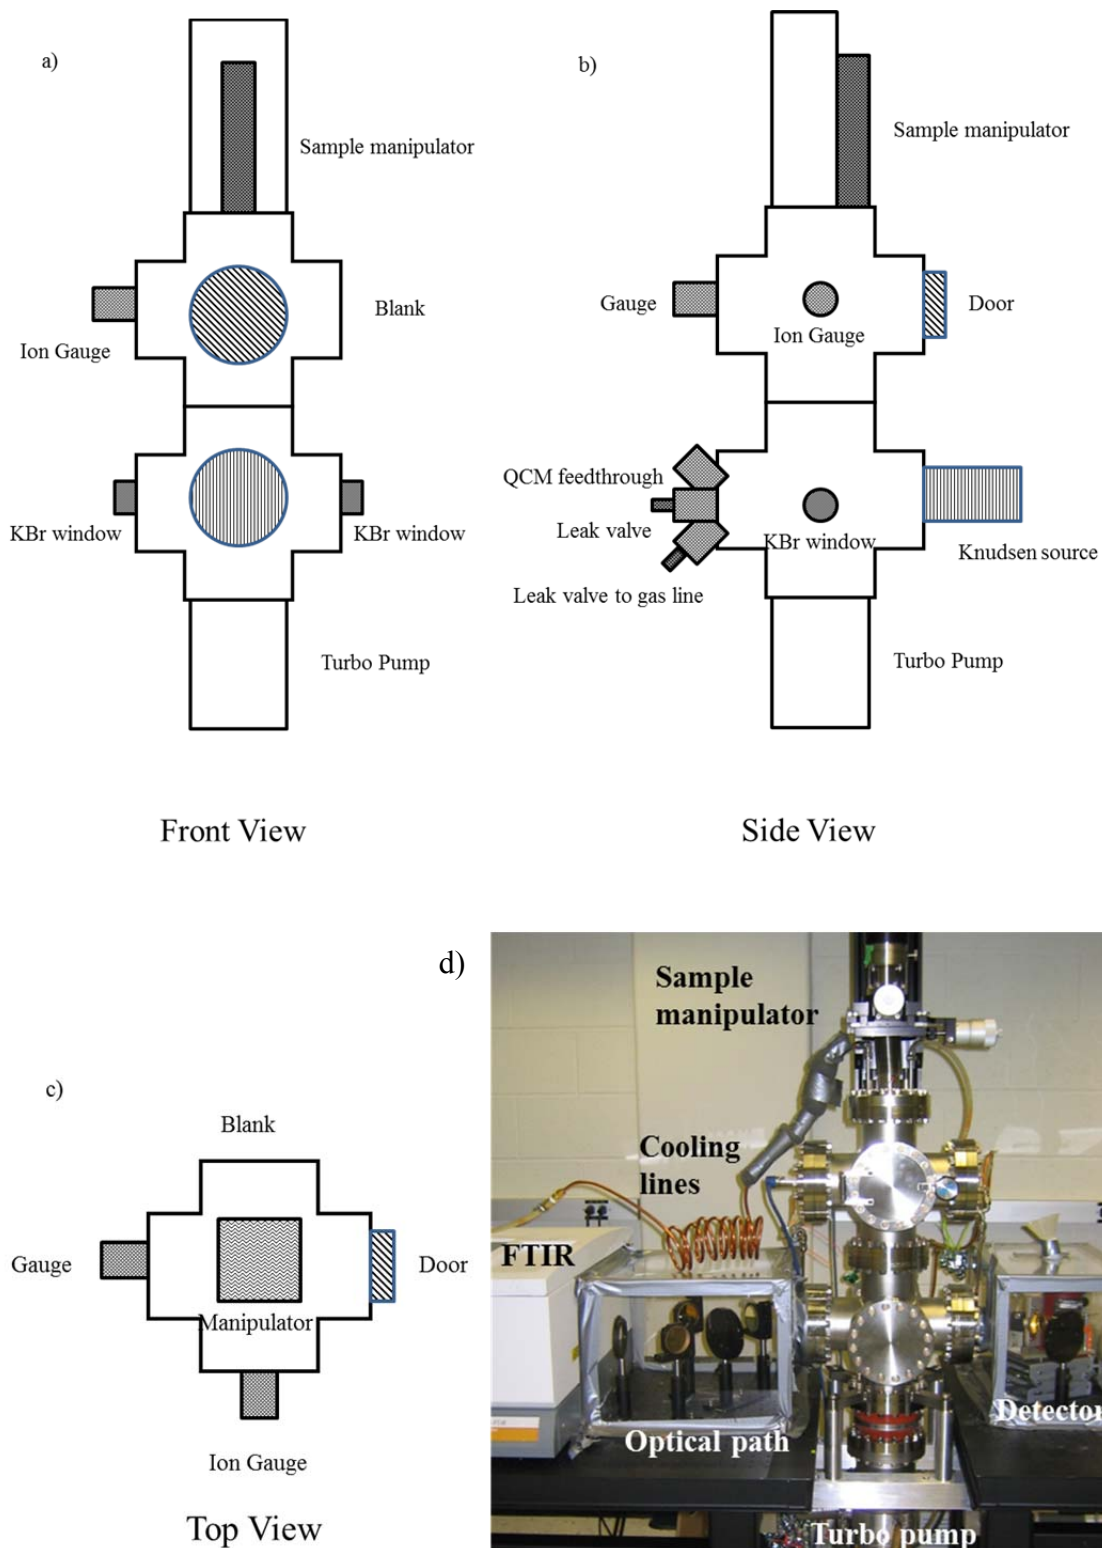 a)
Sample manipulator
Blank
Ion Gauge
KBr window
KBr window
Turbo Pump
Front View
b)
Sample manipulator
Gauge
Door
Ion Gauge
QCM feedthrough
Leak valve
KBr window
Knudsen source
Leak valve to gas line
Turbo Pump
Side View
c)
Blank
Gauge
Door
Manipulator
Ion Gauge
Top View
d)
Sample
manipulator
Cooling
lines
FTIR
Optical path
Detector
Turbo pump